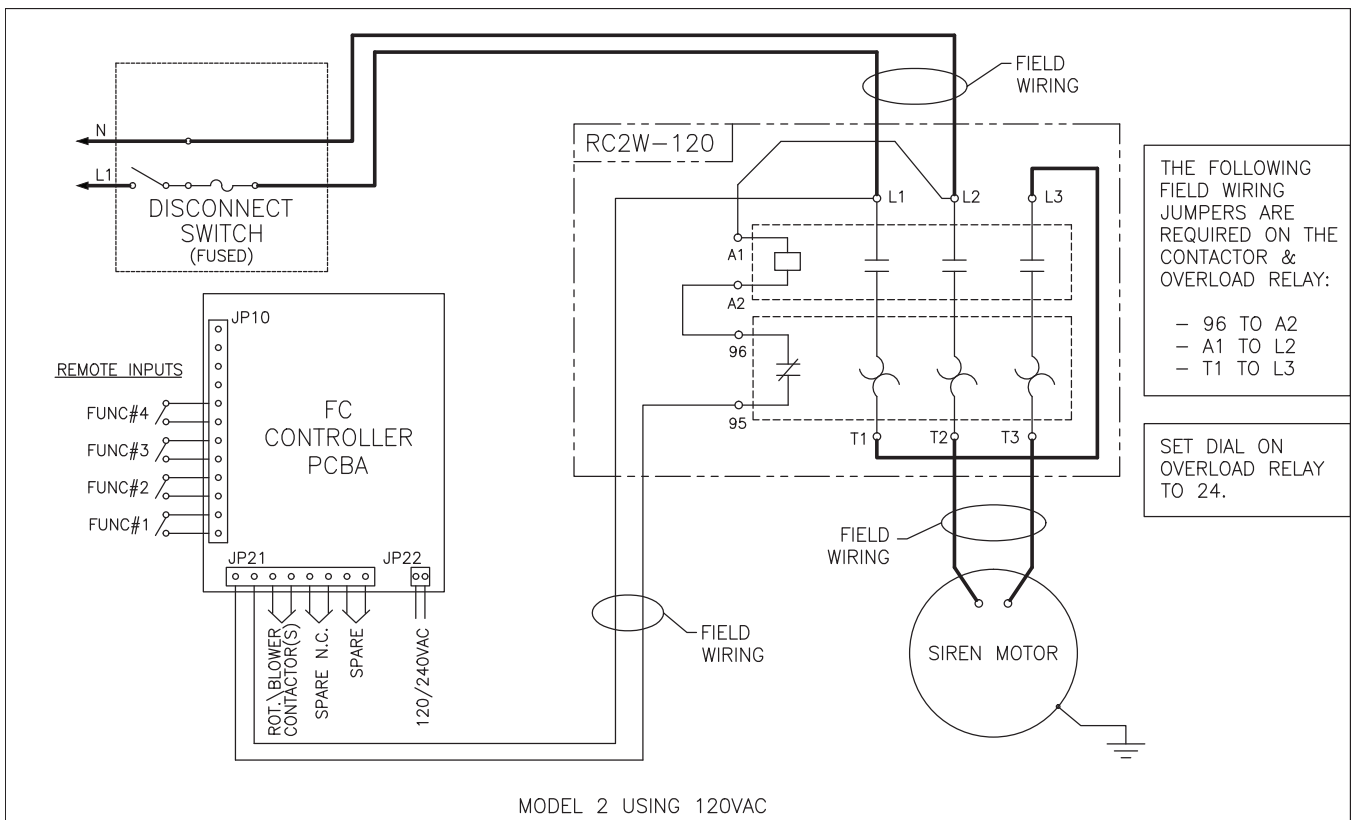 FIELD
WIRING
N
L1
DISCONNECT
SWITCH
(FUSED)
RC2W-120
L1
L2
L3
A1
A2
96
95
T1
T2
T3
THE FOLLOWING
FIELD WIRING
JUMPERS ARE
REQUIRED ON THE
CONTACTOR &
OVERLOAD RELAY:
- 96 TO A2
- A1 TO L2
- T1 TO L3
SET DIAL ON
OVERLOAD RELAY
TO 24.
JP10
REMOTE INPUTS
FUNC#4
FUNC#3
FUNC#2
FUNC#1
FC
CONTROLLER
PCBA
JP21
JP22
ROT.\BLOWER
CONTACTOR(S)
SPARE N.C.
SPARE
120/240VAC
FIELD
WIRING
FIELD
WIRING
SIREN MOTOR
MODEL 2 USING 120VAC